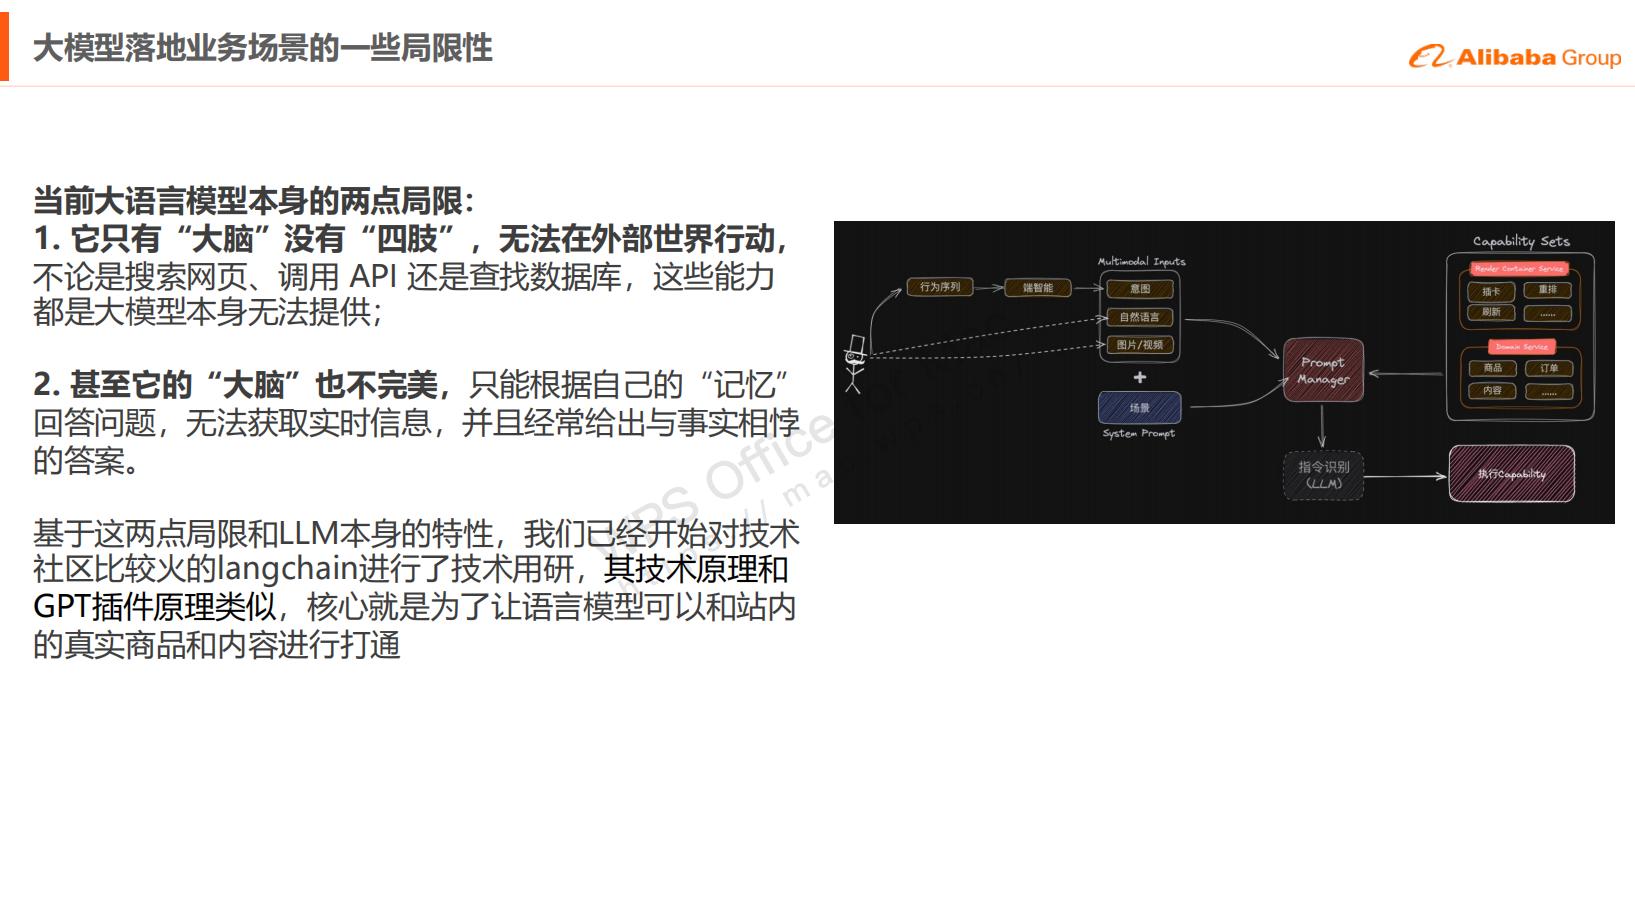 大模型落地业务场景的一些局限性
Alibaba Group
当前大语言模型本身的两点局限：
1. 它只有“大脑”没有“四肢”，无法在外部世界行动，
不论是搜索网页、调用 API 还是查找数据库，这些能力
都是大模型本身无法提供；
2. 甚至它的“大脑”也不完美，只能根据自己的“记忆”
回答问题，无法获取实时信息，并且经常给出与事实相悖
的答案。
基于这两点局限和LLM本身的特性，我们已经开始对技术
社区比较火的langchain进行了技术用研，其技术原理和
GPT插件原理类似，核心就是为了让语言模型可以和站内
的真实商品和内容进行打通
行为序列
端智能
Multimodal Inputs
意图
自然语言
图片/视频
+
场景
System Prompt
Prompt
Manager
指令识别
(LLM)
Capability Sets
Render Container Service
插卡
重排
刷新
......
Domain Service
商品
订单
内容
......
执行Capability
WPS Office